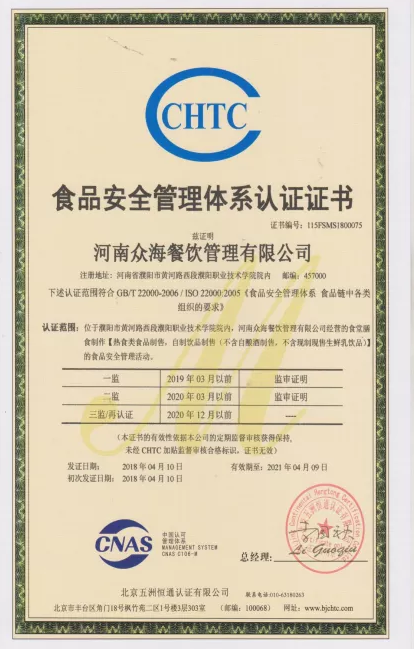 CHTC
食品安全管理体系认证证书
证书编号：115FSMS1800075
兹证明
河南众海餐饮管理有限公司
注册地址：河南省濮阳市黄河路西段濮阳职业技术学院院内 邮编：457000
下述认证范围符合 GB/T 22000-2006 / ISO 22000:2005《食品安全管理体系 食品链中各类
组织的要求》
认证范围：位于濮阳市黄河路西段濮阳职业技术学院院内，河南众海餐饮管理有限公司经营的食堂膳
食制作【热食类食品制售，自制饮品制售（不含自酿酒制售，不含现制现售生鲜乳饮品）】
的食品安全管理活动。
一监 2019 年 03 月以前 监审证明
二监 2020 年 03 月以前 监审证明
三监/再认证 2020 年 12 月以前 —
（本证书的有效性依据本公司的定期监督审核获得保持，
未经 CHTC 加贴监督审核合格标识，证书无效）
发证日期： 2018 年 04 月 10 日 有效期至：2021 年 04 月 09 日
初次发证日期： 2018 年 04 月 10 日
CNAS
中国认可
管理体系
MANAGEMENT SYSTEM
CNAS C106-M
总经理：
Li Guoqin
北京五洲恒通认证有限公司 联系电话:010-63180263
北京市丰台区角门18号枫竹苑二区1号楼3层303室 （邮编：100068） 网址：www.bjchtc.com